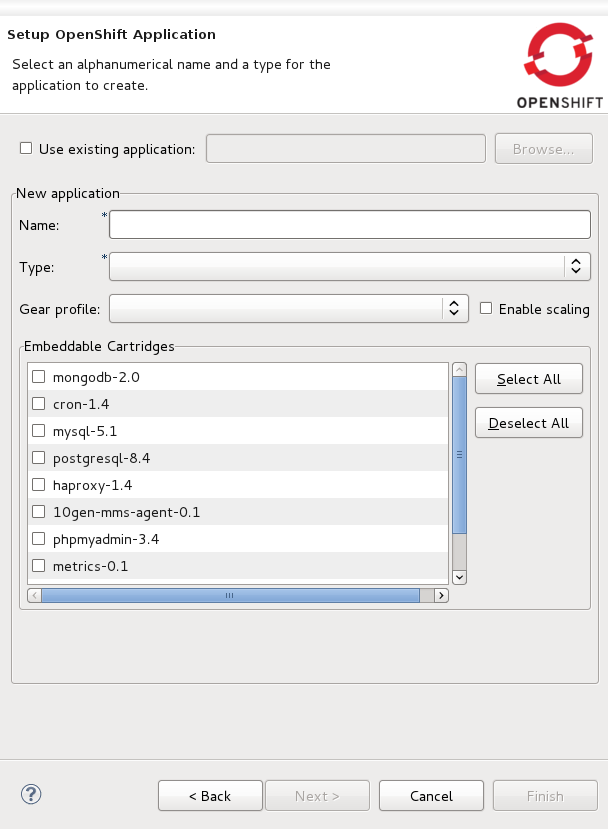 Setup OpenShift Application
Select an alphanumerical name and a type for the
application to create.
OPENSHIFT
Use existing application:
Browse...
New application
Name:
*
Type:
*
Gear profile:
Enable scaling
Embeddable Cartridges
mongodb-2.0
cron-1.4
mysql-5.1
postgresql-8.4
haproxy-1.4
10gen-mms-agent-0.1
phpmyadmin-3.4
metrics-0.1
Select All
Deselect All
?
< Back
Next >
Cancel
Finish